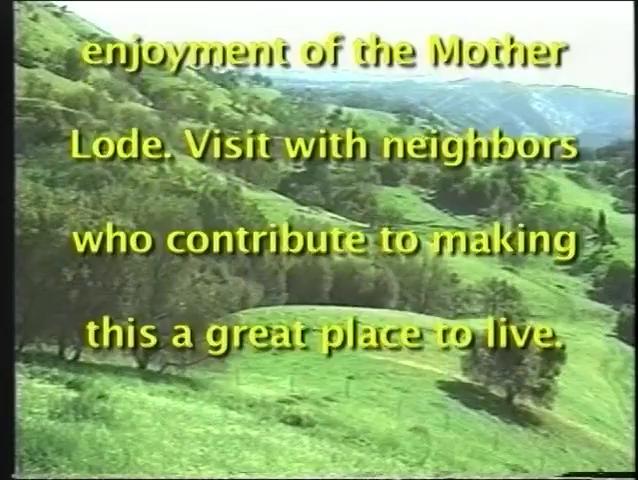 enjoyment of the Mother
Lode. Visit with neighbors
who contribute to making
this a great place to live.